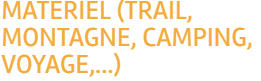 MATERIEL (TRAIL,
MONTAGNE, CAMPING,
VOYAGE,...)